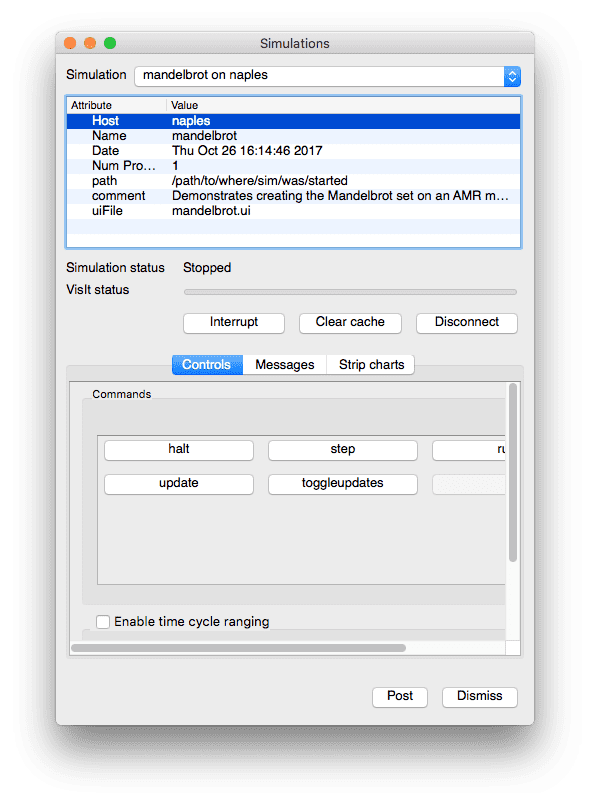 Simulations
Simulation mandelbrot on naples
Attribute Value
Host naples
Name mandelbrot
Date Thu Oct 26 16:14:46 2017
Num Pro... 1
path /path/to/where/sim/was/started
comment Demonstrates creating the Mandelbrot set on an AMR m...
uiFile mandelbrot.ui
Simulation status Stopped
VisIt status
Interrupt Clear cache Disconnect
Controls Messages Strip charts
Commands
halt step
update toggleupdates
Enable time cycle ranging
Post Dismiss